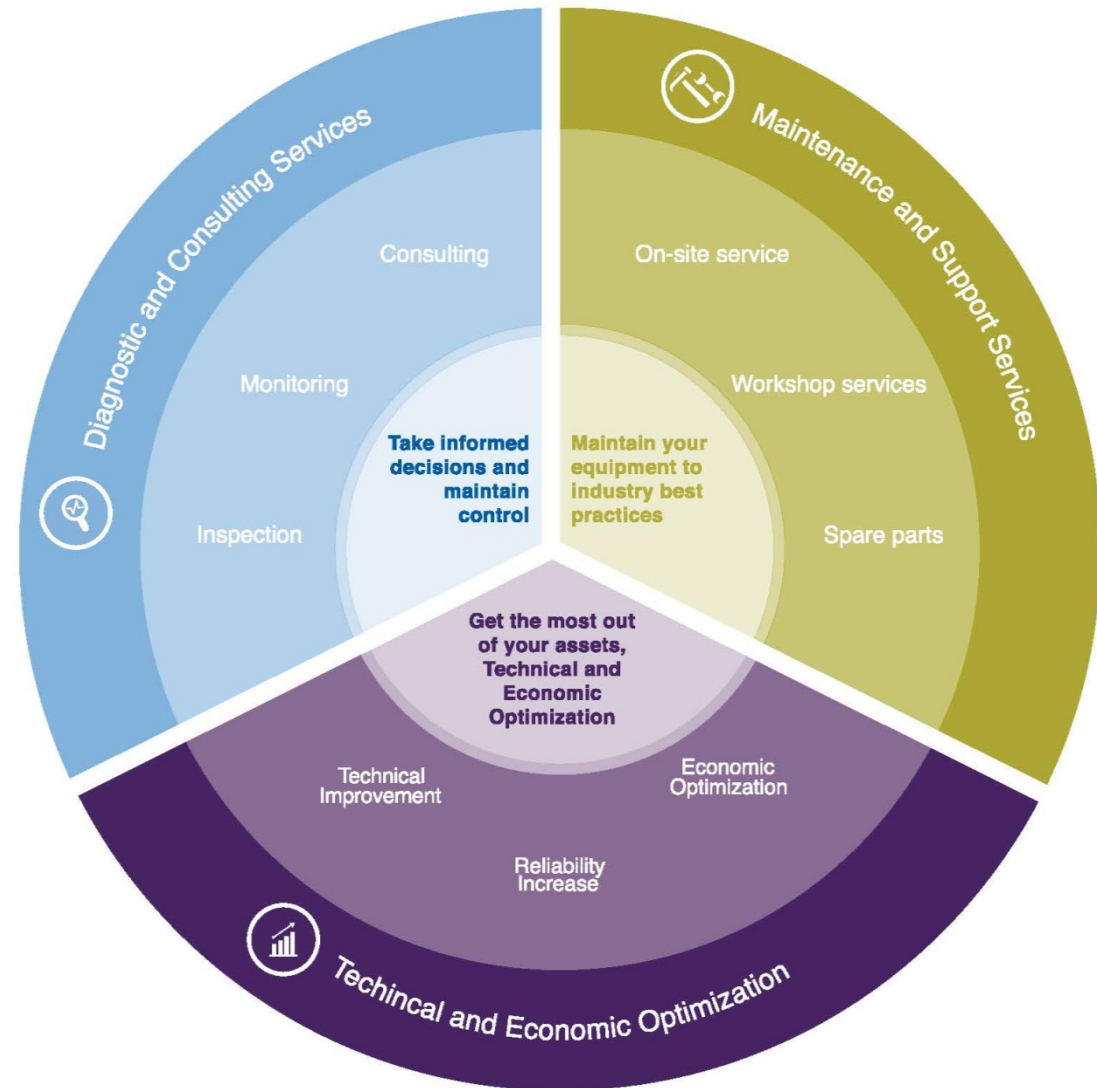 Diagnostic and Consulting Services
Consulting
Monitoring
Inspection
Take informed
decisions and
maintain
control
Maintenance and Support Services
On-site service
Workshop services
Spare parts
Maintain your
equipment to
industry best
practices
Get the most out
of your assets,
Technical and
Economic
Optimization
Technical
Improvement
Reliability
Increase
Economic
Optimization
Techincal and Economic Optimization